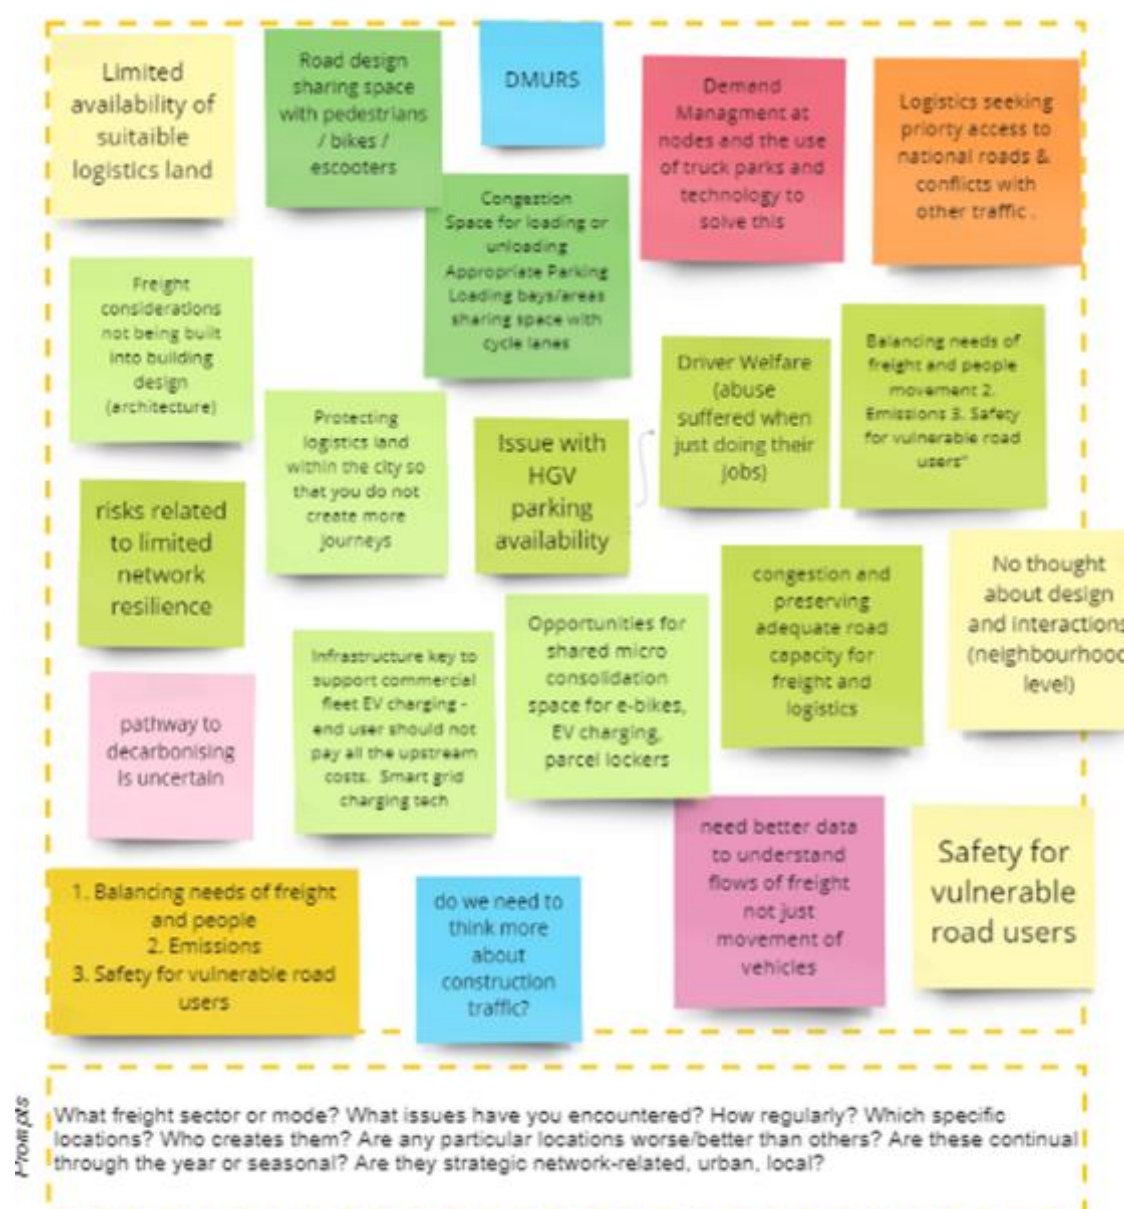 Limited
availability of
suitaible
logistics land
Road design
sharing space
with pedestrians
/ bikes /
escooters
DMURS
Demand
Managment at
nodes and the use
of truck parks and
technology to
solve this
Logistics seeking
priorty access to
national roads &
conflicts with
other traffic .
Congestion
Space for loading or
unloading
Appropriate Parking
Loading bays/areas
sharing space with
cycle lanes
Freight
considerations
not being built
into building
design
(architecture)
Protecting
logistics land
within the city so
that you do not
create more
journeys
Issue with
HGV
parking
availability
Driver Welfare
(abuse
suffered when
just doing their
jobs)
Balancing needs of
freight and people
movement 2.
Emissions 3. Safety
for vulnerable road
users"
risks related
to limited
network
resilience
Infrastructure key to
support commercial
fleet EV charging -
end user should not
pay all the upstream
costs. Smart grid
charging tech
Opportunities for
shared micro
consolidation
space for e-bikes,
EV charging,
parcel lockers
congestion and
preserving
adequate road
capacity for
freight and
logistics
No thought
about design
and interactions
(neighbourhood
level)
pathway to
decarbonising
is uncertain
need better data
to understand
flows of freight
not just
movement of
vehicles
Safety for
vulnerable
road users
1. Balancing needs of freight
and people
2. Emissions
3. Safety for vulnerable road
users
do we need to
think more
about
construction
traffic?
Prompts
What freight sector or mode? What issues have you encountered? How regularly? Which specific
locations? Who creates them? Are any particular locations worse/better than others? Are these continual
through the year or seasonal? Are they strategic network-related, urban, local?